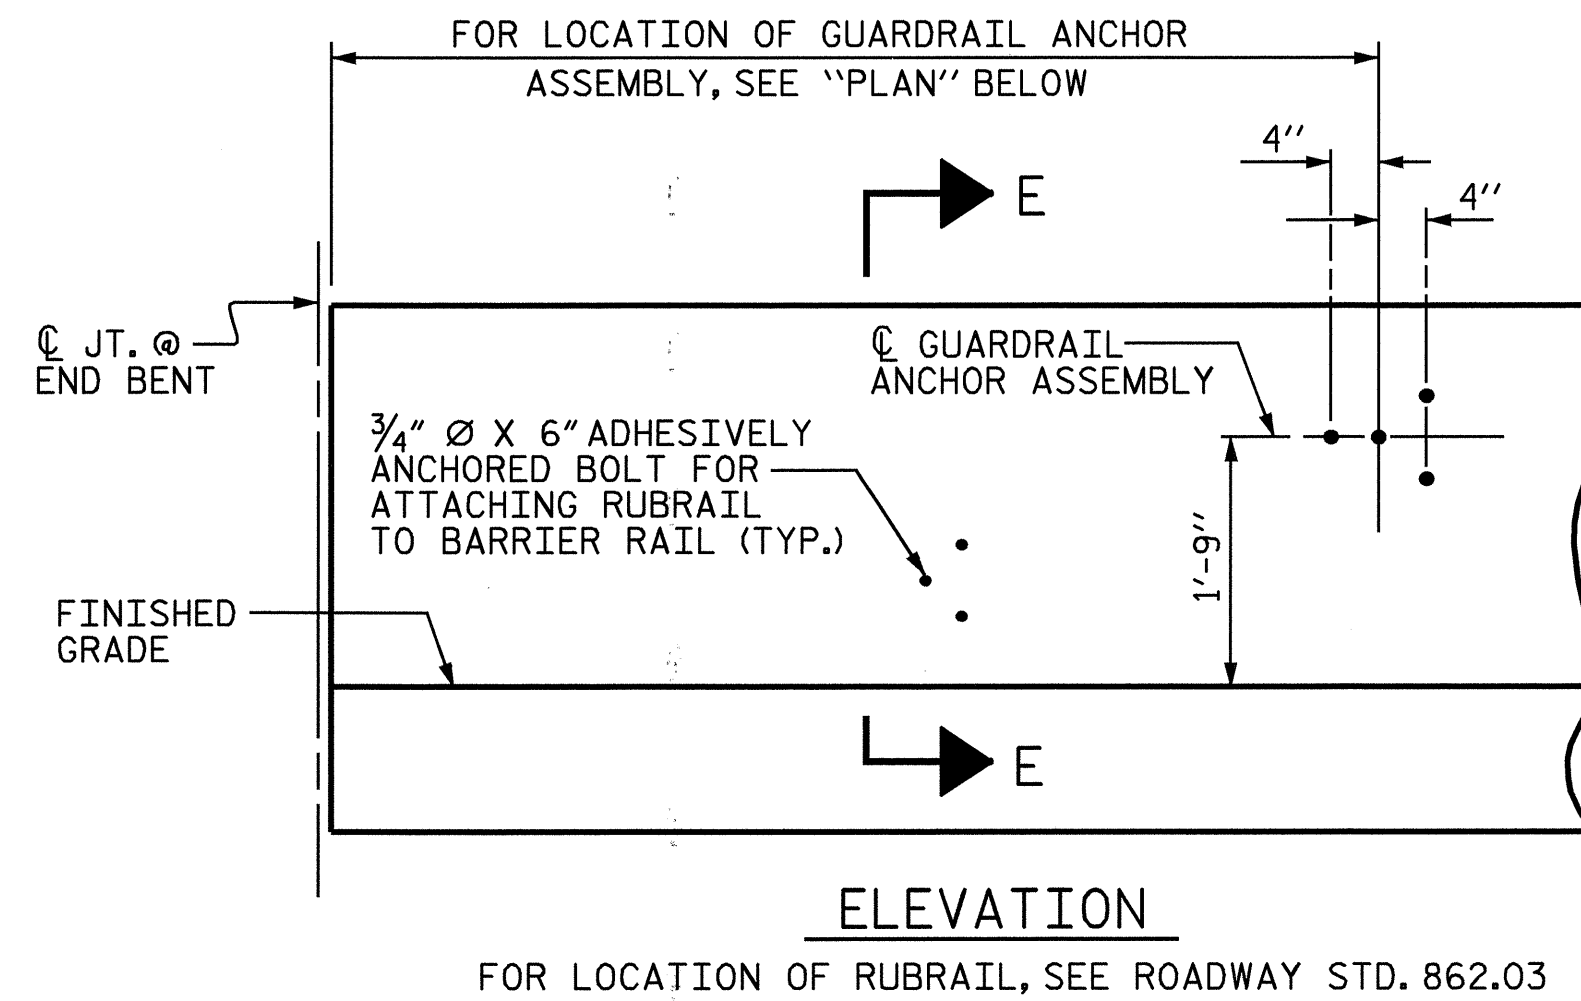 FOR LOCATION OF GUARDRAIL ANCHOR
ASSEMBLY, SEE "PLAN" BELOW
4"
4"
E
℄ JT. @
END BENT
℄ GUARDRAIL
ANCHOR ASSEMBLY
3/4" Ø X 6" ADHESIVELY
ANCHORED BOLT FOR
ATTACHING RUBRAIL
TO BARRIER RAIL (TYP.)
1'-9"
FINISHED
GRADE
E
ELEVATION
FOR LOCATION OF RUBRAIL, SEE ROADWAY STD. 862.03